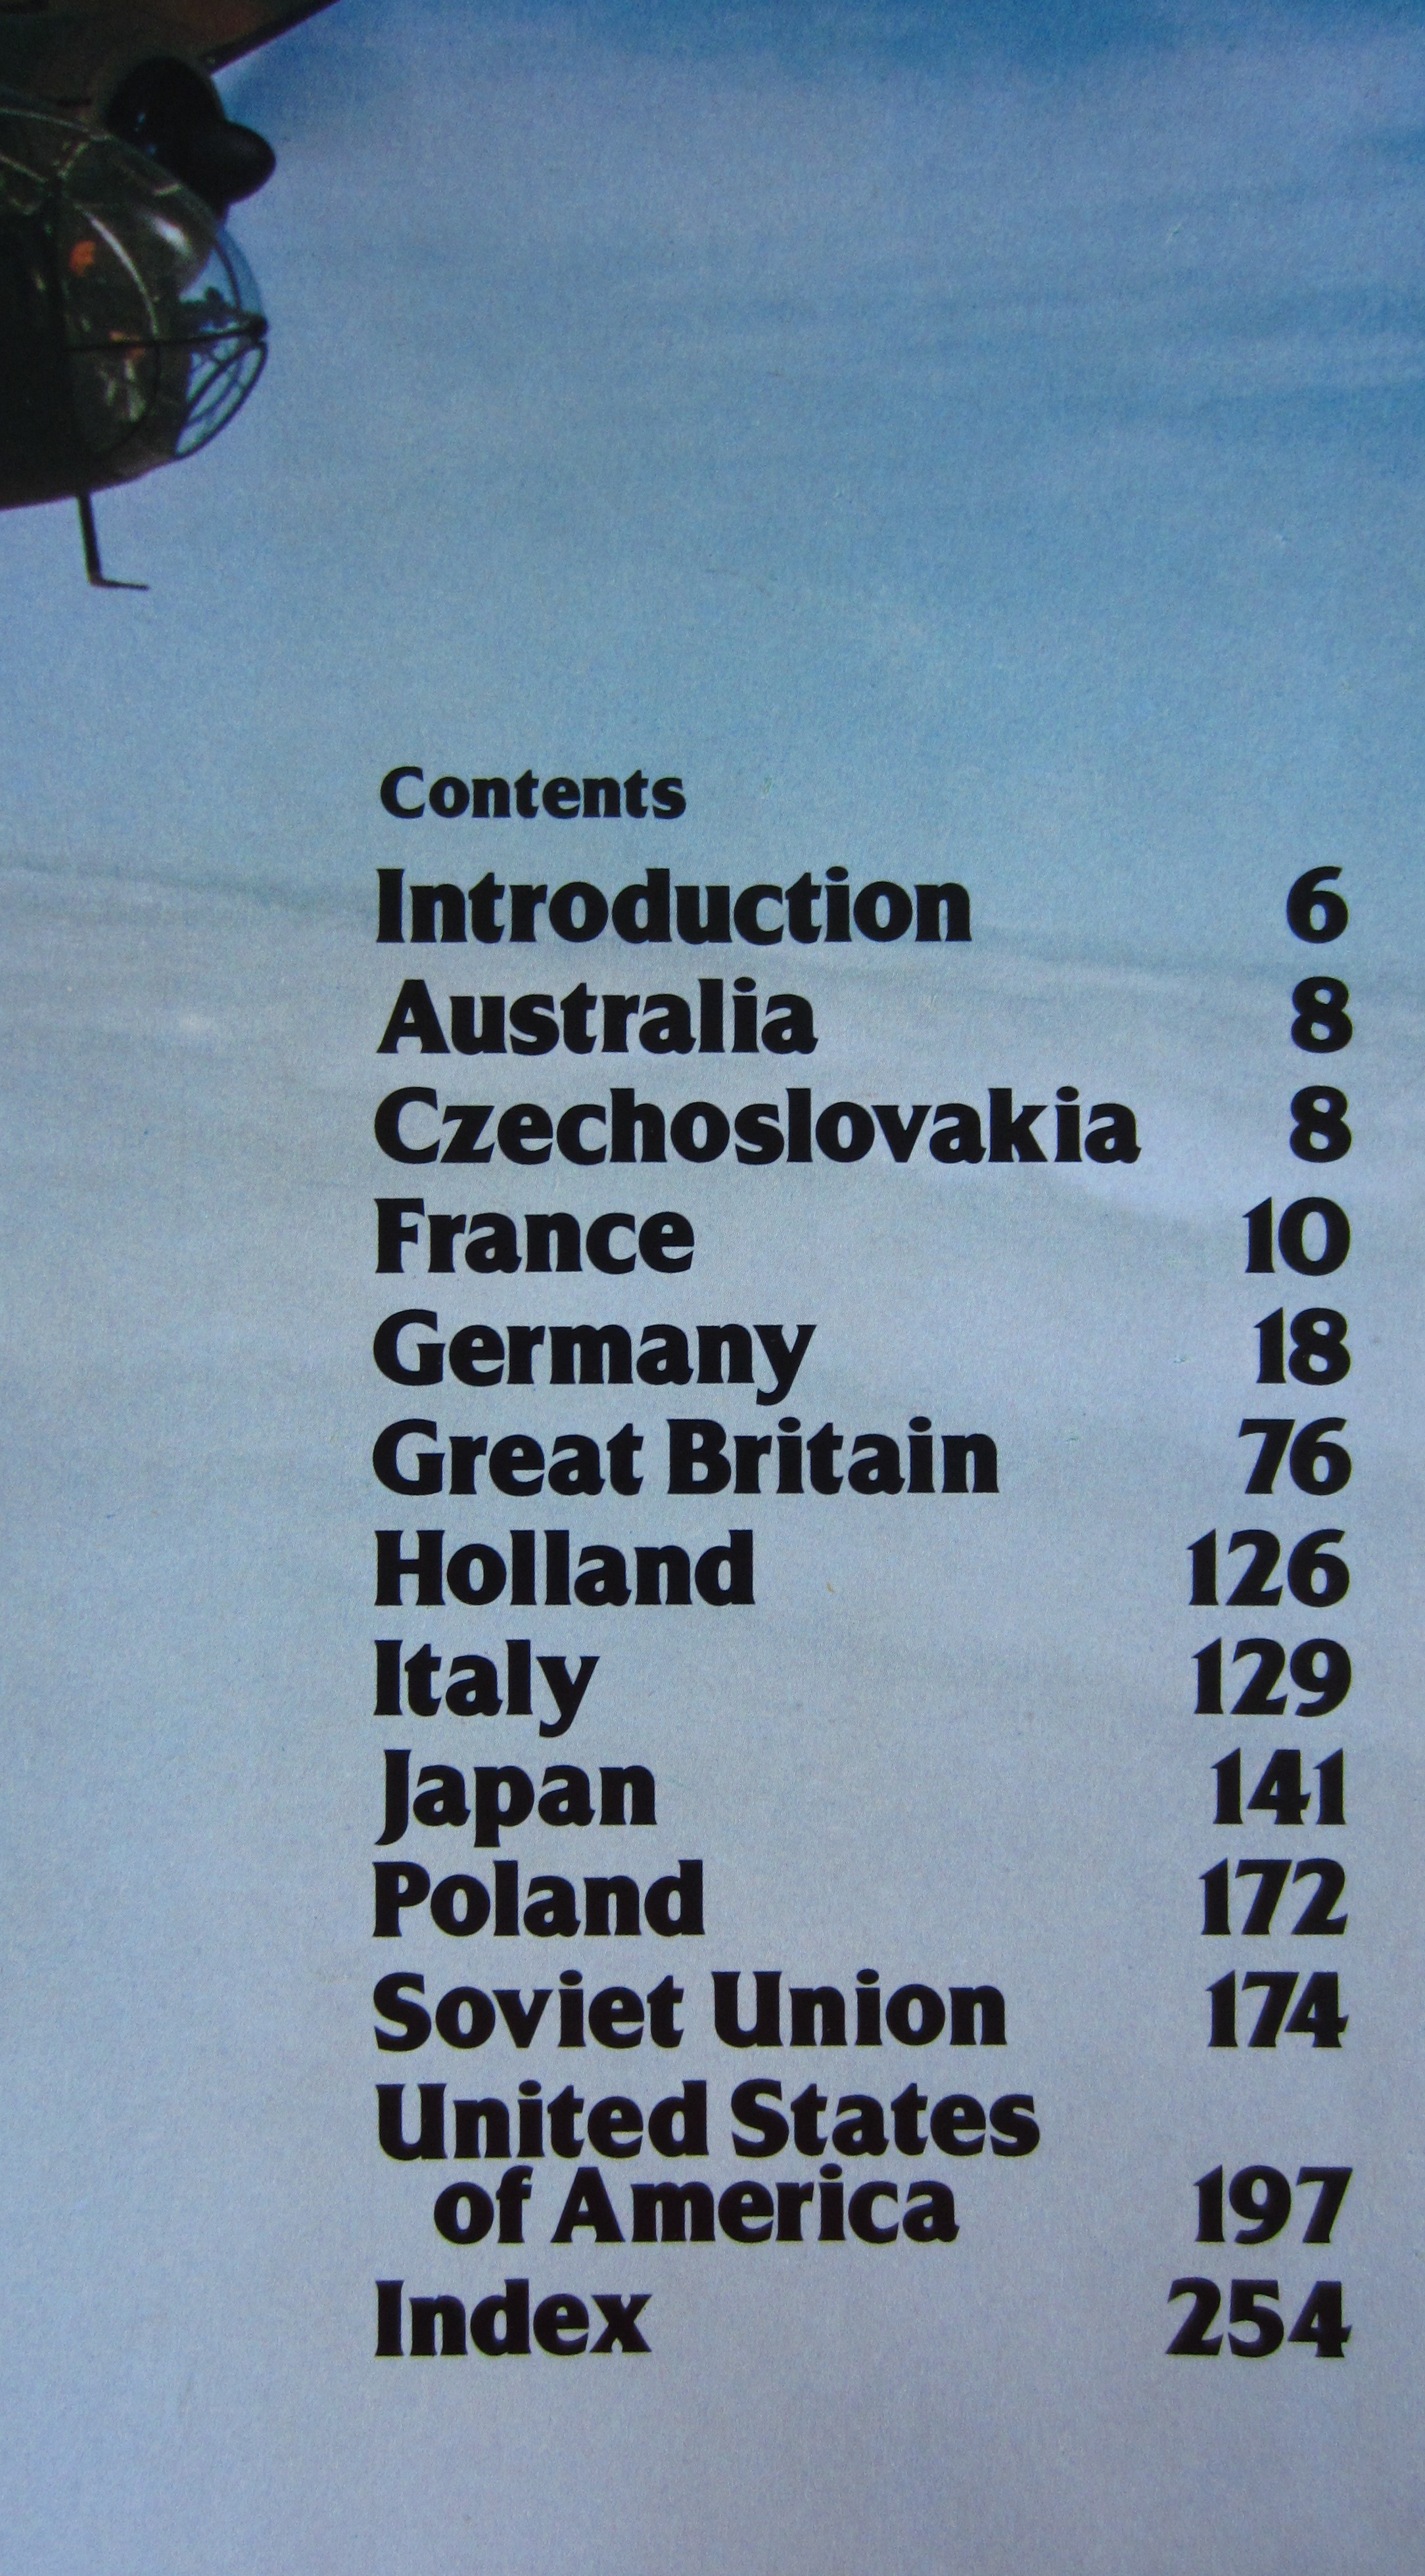 Contents
Introduction 6
Australia 8
Czechoslovakia 8
France 10
Germany 18
Great Britain 76
Holland 126
Italy 129
Japan 141
Poland 172
Soviet Union 174
United States
of America 197
Index 254